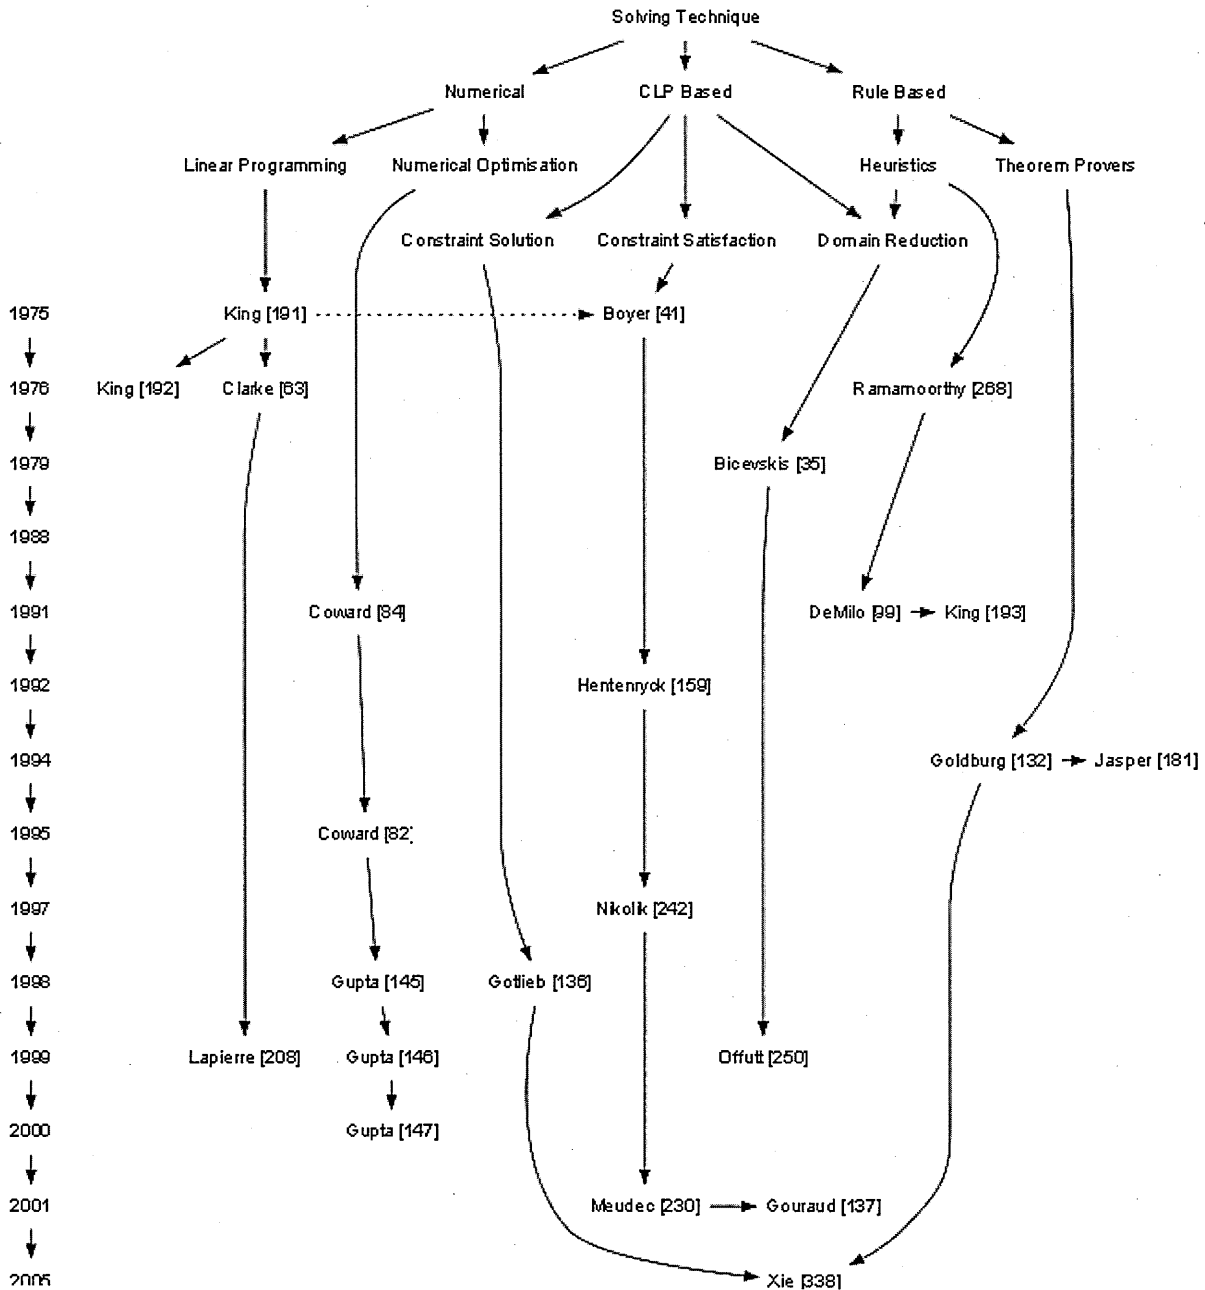 Solving Technique
Numerical CLP Based Rule Based
Linear Programming Numerical Optimisation Heuristics Theorem Provers
Constraint Solution Constraint Satisfaction Domain Reduction
1975 King [191] Boyer [41]
1976 King [192] Clarke [63] Ramamoorthy [268]
1979 Bicevskis [35]
1988
1991 Coward [84] DeMilo [99] King [193]
1992 Hentenryck [159]
1994 Goldburg [132] Jasper [181]
1995 Coward [82]
1997 Nikolik [242]
1998 Gupta [145] Gotlieb [136]
1999 Lapierre [208] Gupta [146] Offutt [250]
2000 Gupta [147]
2001 Meudec [230] Gouraud [137]
2005 Xie [338]